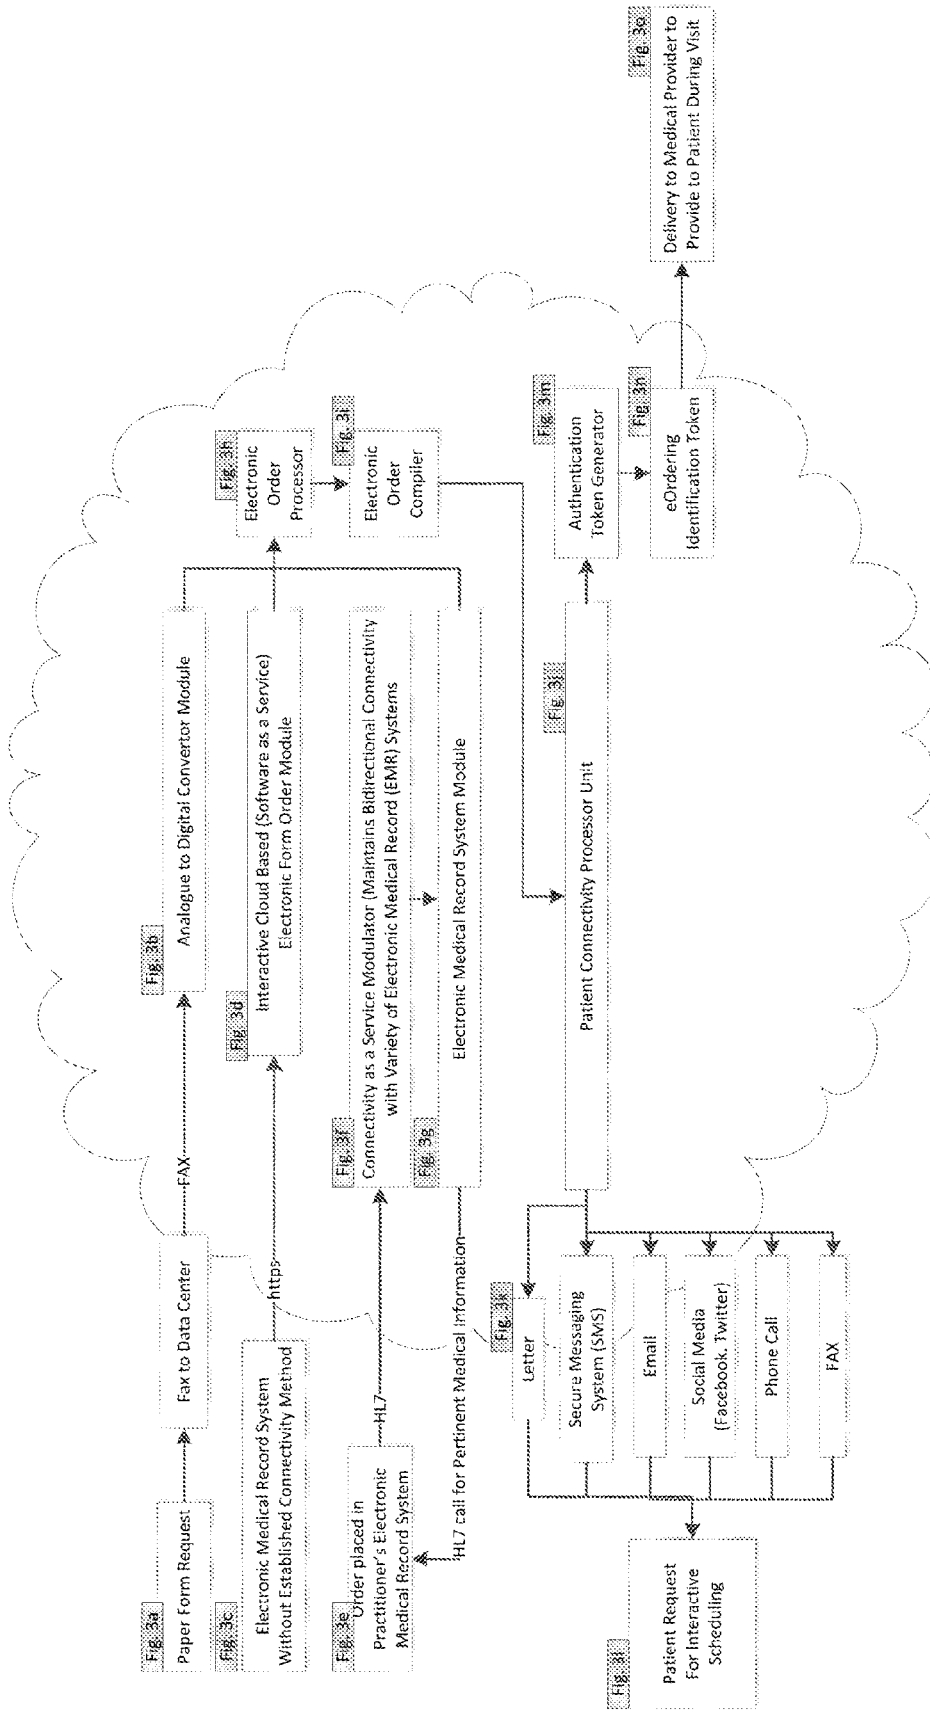 Fig. 3a
Paper Form Request
Fax to Data Center
FAX
Fig. 3b
Analogue to Digital Convertor Module
Fig. 3c
Electronic Medical Record System
Without Established Connectivity Method
https
Fig. 3d
Interactive Cloud Based (Software as a Service)
Electronic Form Order Module
Fig. 3h
Electronic
Order
Processor
Fig. 3i
Electronic
Order
Compiler
Fig. 3e
Order placed in
Practitioner's Electronic
Medical Record System
HL7
Fig. 3f
Connectivity as a Service Modulator (Maintains Bidirectional Connectivity
with Variety of Electronic Medical Record (EMR) Systems
Fig. 3g
Electronic Medical Record System Module
HL7 call for Pertinent Medical Information
Fig. 3j
Patient Connectivity Processor Unit
Fig. 3k
Letter
Secure Messaging
System (SMS)
Email
Social Media
(Facebook, Twitter)
Phone Call
FAX
Fig. 3l
Patient Request
For Interactive
Scheduling
Fig. 3m
Authentication
Token Generator
Fig. 3n
eOrdering
Identification Token
Fig. 3o
Delivery to Medical Provider to
Provide to Patient During Visit